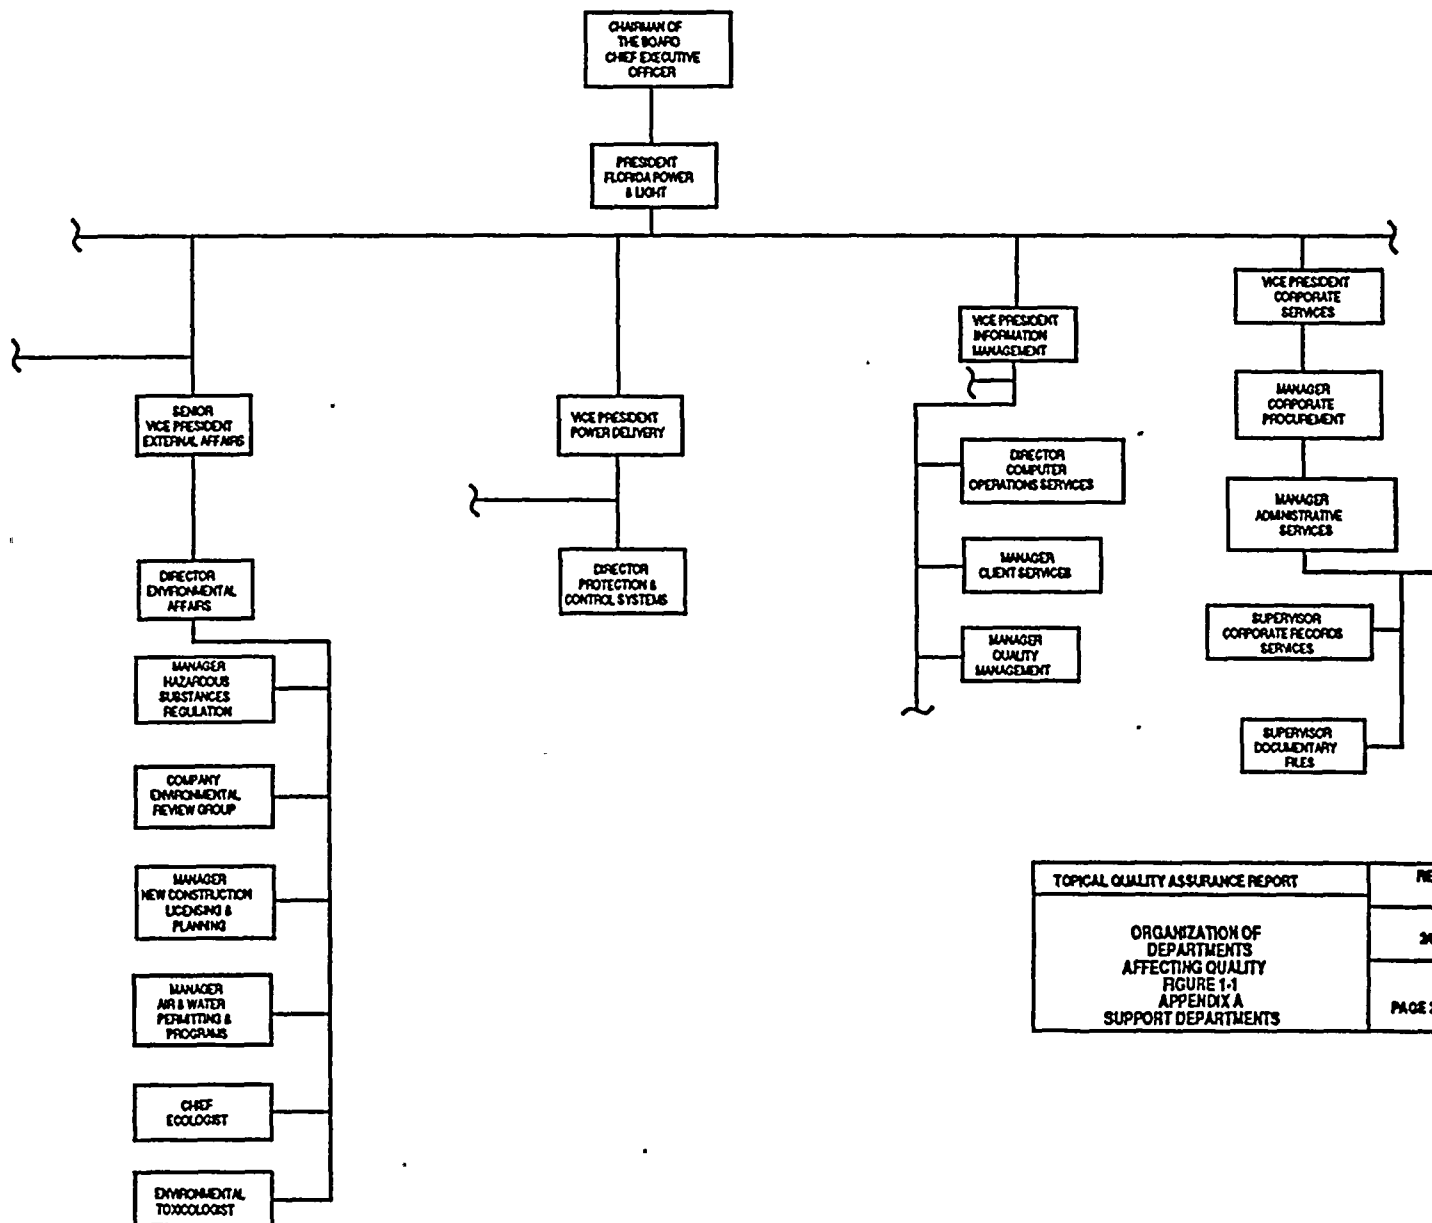 CHAIRMAN OF
THE BOARD
CHIEF EXECUTIVE
OFFICER
PRESIDENT
FLORIDA POWER
& LIGHT
SENIOR
VICE PRESIDENT
EXTERNAL AFFAIRS
DIRECTOR
ENVIRONMENTAL
AFFAIRS
MANAGER
HAZARDOUS
SUBSTANCES
REGULATION
COMPANY
ENVIRONMENTAL
REVIEW GROUP
MANAGER
NEW CONSTRUCTION
LICENSING &
PLANNING
MANAGER
AIR & WATER
PERMITTING &
PROGRAMS
CHIEF
ECOLOGIST
ENVIRONMENTAL
TOXICOLOGIST
VICE PRESIDENT
POWER DELIVERY
DIRECTOR
PROTECTION &
CONTROL SYSTEMS
VICE PRESIDENT
INFORMATION
MANAGEMENT
DIRECTOR
COMPUTER
OPERATIONS SERVICES
MANAGER
CLIENT SERVICES
MANAGER
QUALITY
MANAGEMENT
VICE PRESIDENT
CORPORATE
SERVICES
MANAGER
CORPORATE
PROCUREMENT
MANAGER
ADMINISTRATIVE
SERVICES
SUPERVISOR
CORPORATE RECORDS
SERVICES
SUPERVISOR
DOCUMENTARY
FILES
TOPICAL QUALITY ASSURANCE REPORT
ORGANIZATION OF
DEPARTMENTS
AFFECTING QUALITY
FIGURE 1-1
APPENDIX A
SUPPORT DEPARTMENTS
PAGE